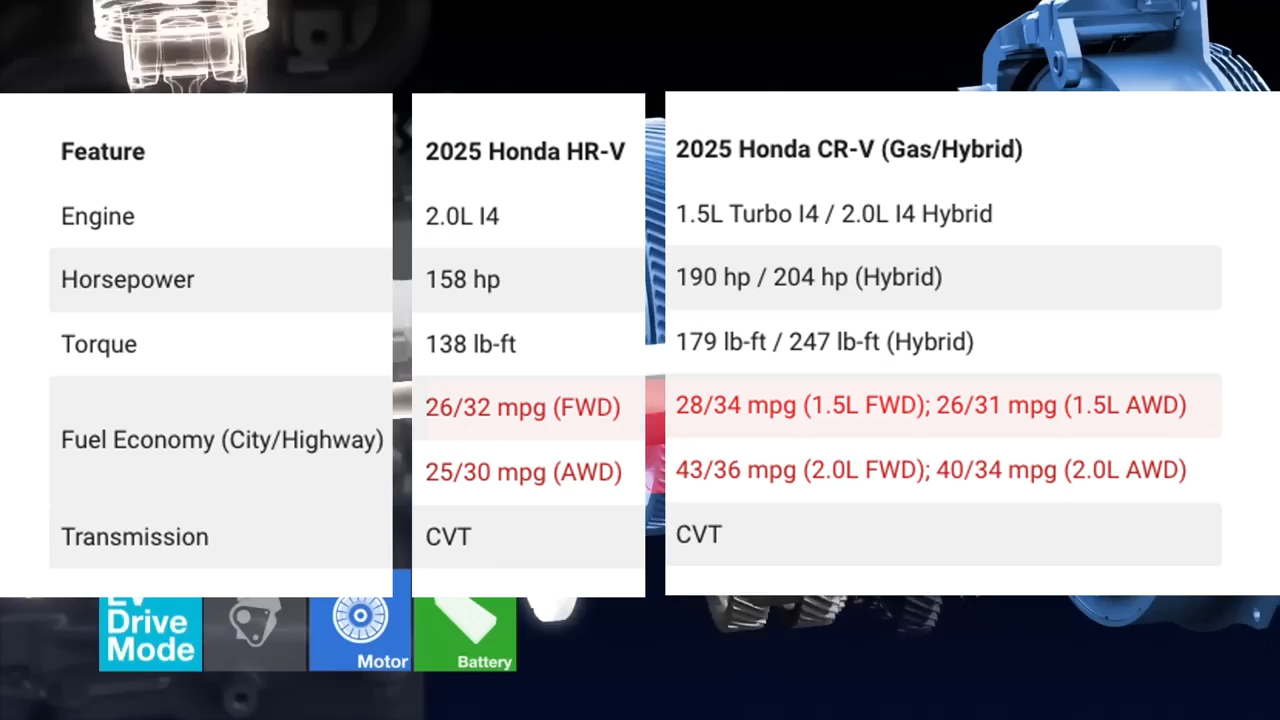 Feature 2025 Honda HR-V 2025 Honda CR-V (Gas/Hybrid)
Engine 2.0L I4 1.5L Turbo I4 / 2.0L I4 Hybrid
Horsepower 158 hp 190 hp / 204 hp (Hybrid)
Torque 138 lb-ft 179 lb-ft / 247 lb-ft (Hybrid)
Fuel Economy (City/Highway) 26/32 mpg (FWD) 28/34 mpg (1.5L FWD); 26/31 mpg (1.5L AWD)
25/30 mpg (AWD) 43/36 mpg (2.0L FWD); 40/34 mpg (2.0L AWD)
Transmission CVT CVT
EV
Drive
Mode
Motor
Battery